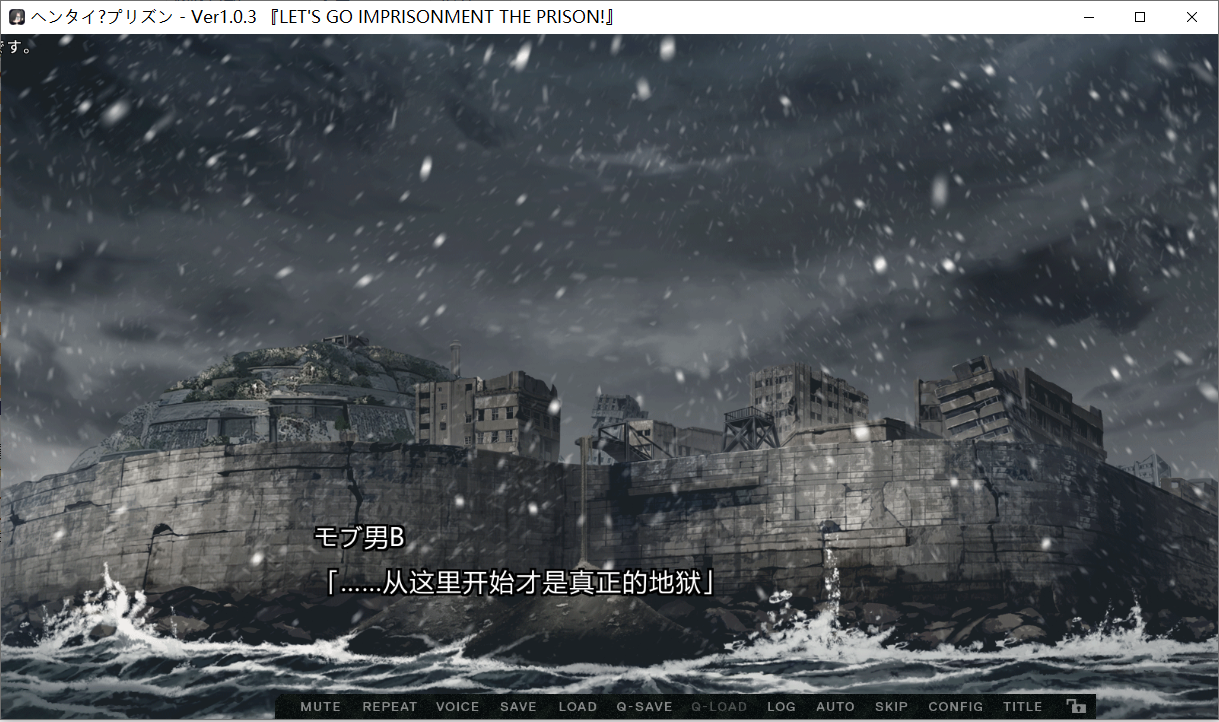 ヘンタイ?プリズン - Ver1.0.3 『LET'S GO IMPRISONMENT THE PRISON!』
です。
モブ男B
「……从这里开始才是真正的地狱」
MUTE REPEAT VOICE SAVE LOAD Q-SAVE Q-LOAD LOG AUTO SKIP CONFIG TITLE